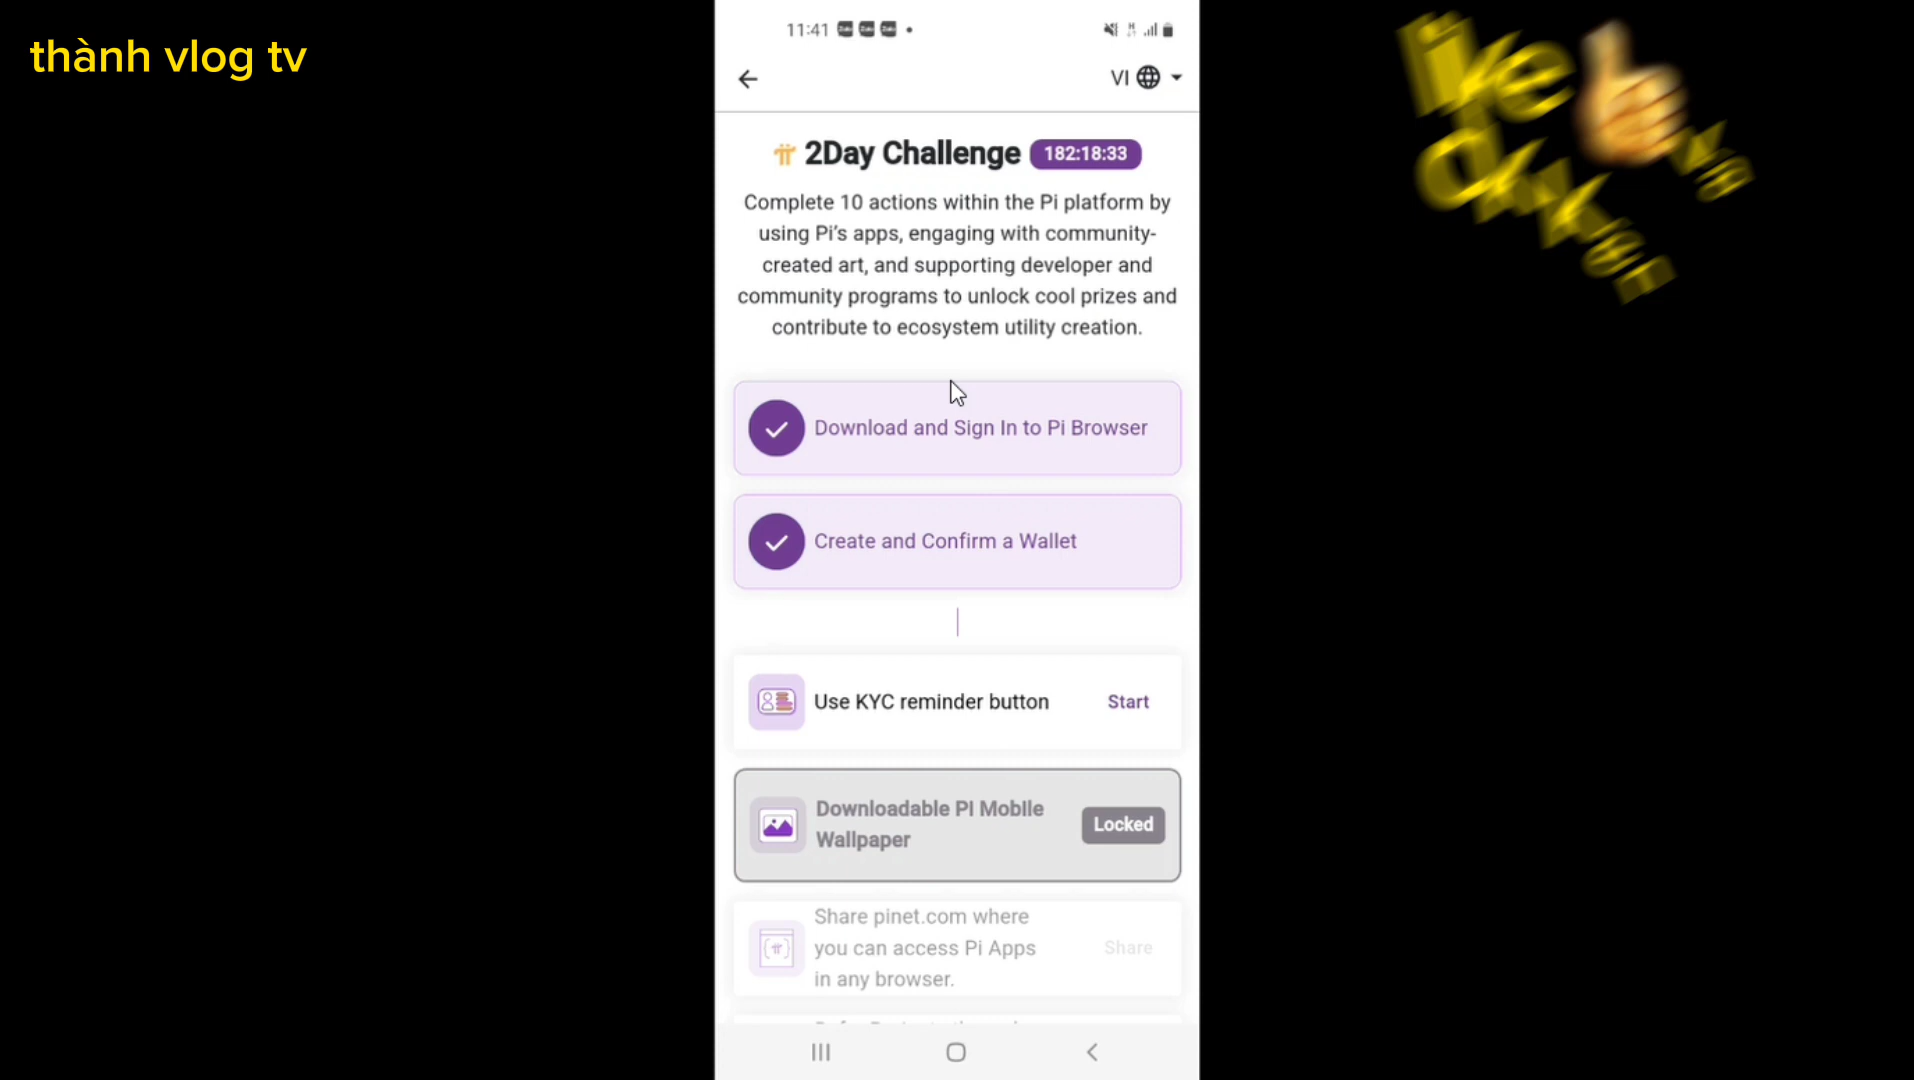 thành vlog tv
11:41
VI
2Day Challenge 182:18:33
Complete 10 actions within the Pi platform by
using Pi’s apps, engaging with community-
created art, and supporting developer and
community programs to unlock cool prizes and
contribute to ecosystem utility creation.
Download and Sign In to Pi Browser
Create and Confirm a Wallet
Use KYC reminder button Start
Downloadable Pi Mobile
Wallpaper
Locked
Share pinet.com where
you can access Pi Apps
in any browser.
Share